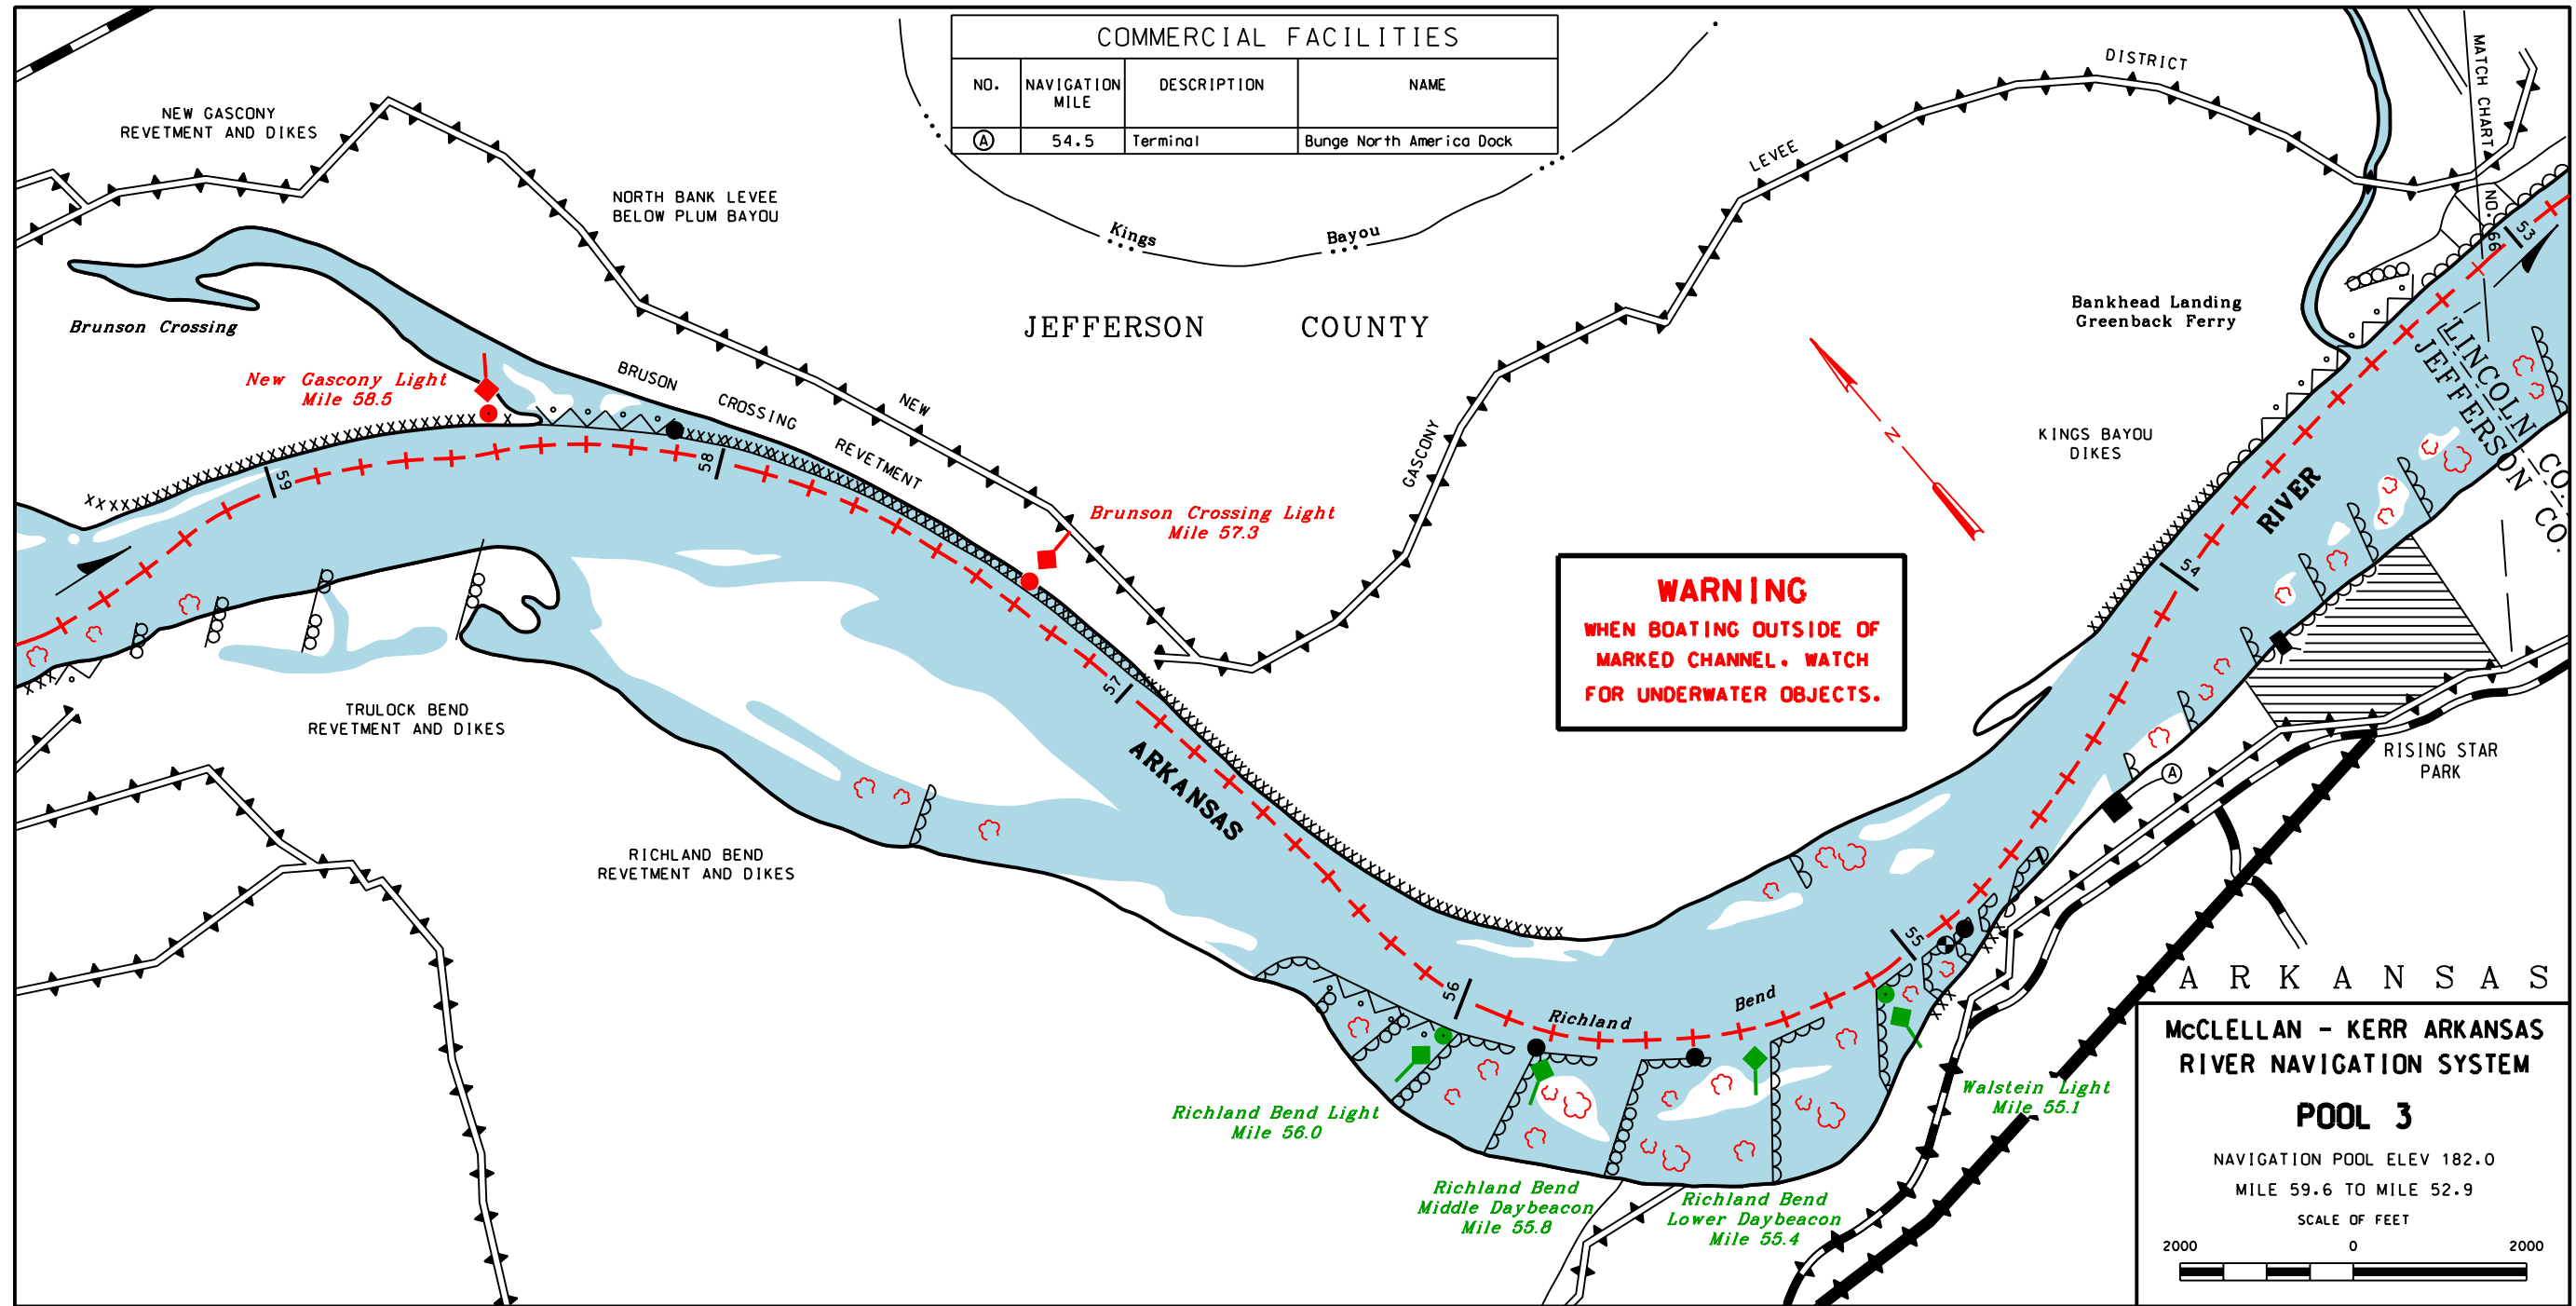 COMMERCIAL FACILITIES
NO.
NAVIGATION
MILE
DESCRIPTION
NAME
A
54.5
Terminal
Bunge North America Dock
DISTRICT
MATCH CHART NO. 66
NEW GASCONY
REVETMENT AND DIKES
LEVEE
NORTH BANK LEVEE
BELOW PLUM BAYOU
Kings
Bayou
53
Brunson Crossing
JEFFERSON COUNTY
Bankhead Landing
Greenback Ferry
LINCOLN CO.
JEFFERSON CO.
New Gascony Light
Mile 58.5
BRUSON CROSSING REVETMENT
NEW
GASCONY
N
KINGS BAYOU
DIKES
59
58
RIVER
Brunson Crossing Light
Mile 57.3
54
WARNING
WHEN BOATING OUTSIDE OF
MARKED CHANNEL, WATCH
FOR UNDERWATER OBJECTS.
57
TRULOCK BEND
REVETMENT AND DIKES
ARKANSAS
RISING STAR
PARK
A
RICHLAND BEND
REVETMENT AND DIKES
55
56
Richland
Bend
ARKANSAS
Richland Bend Light
Mile 56.0
Walstein Light
Mile 55.1
Richland Bend
Middle Daybeacon
Mile 55.8
Richland Bend
Lower Daybeacon
Mile 55.4
McCLELLAN - KERR ARKANSAS
RIVER NAVIGATION SYSTEM
POOL 3
NAVIGATION POOL ELEV 182.0
MILE 59.6 TO MILE 52.9
SCALE OF FEET
2000 0 2000